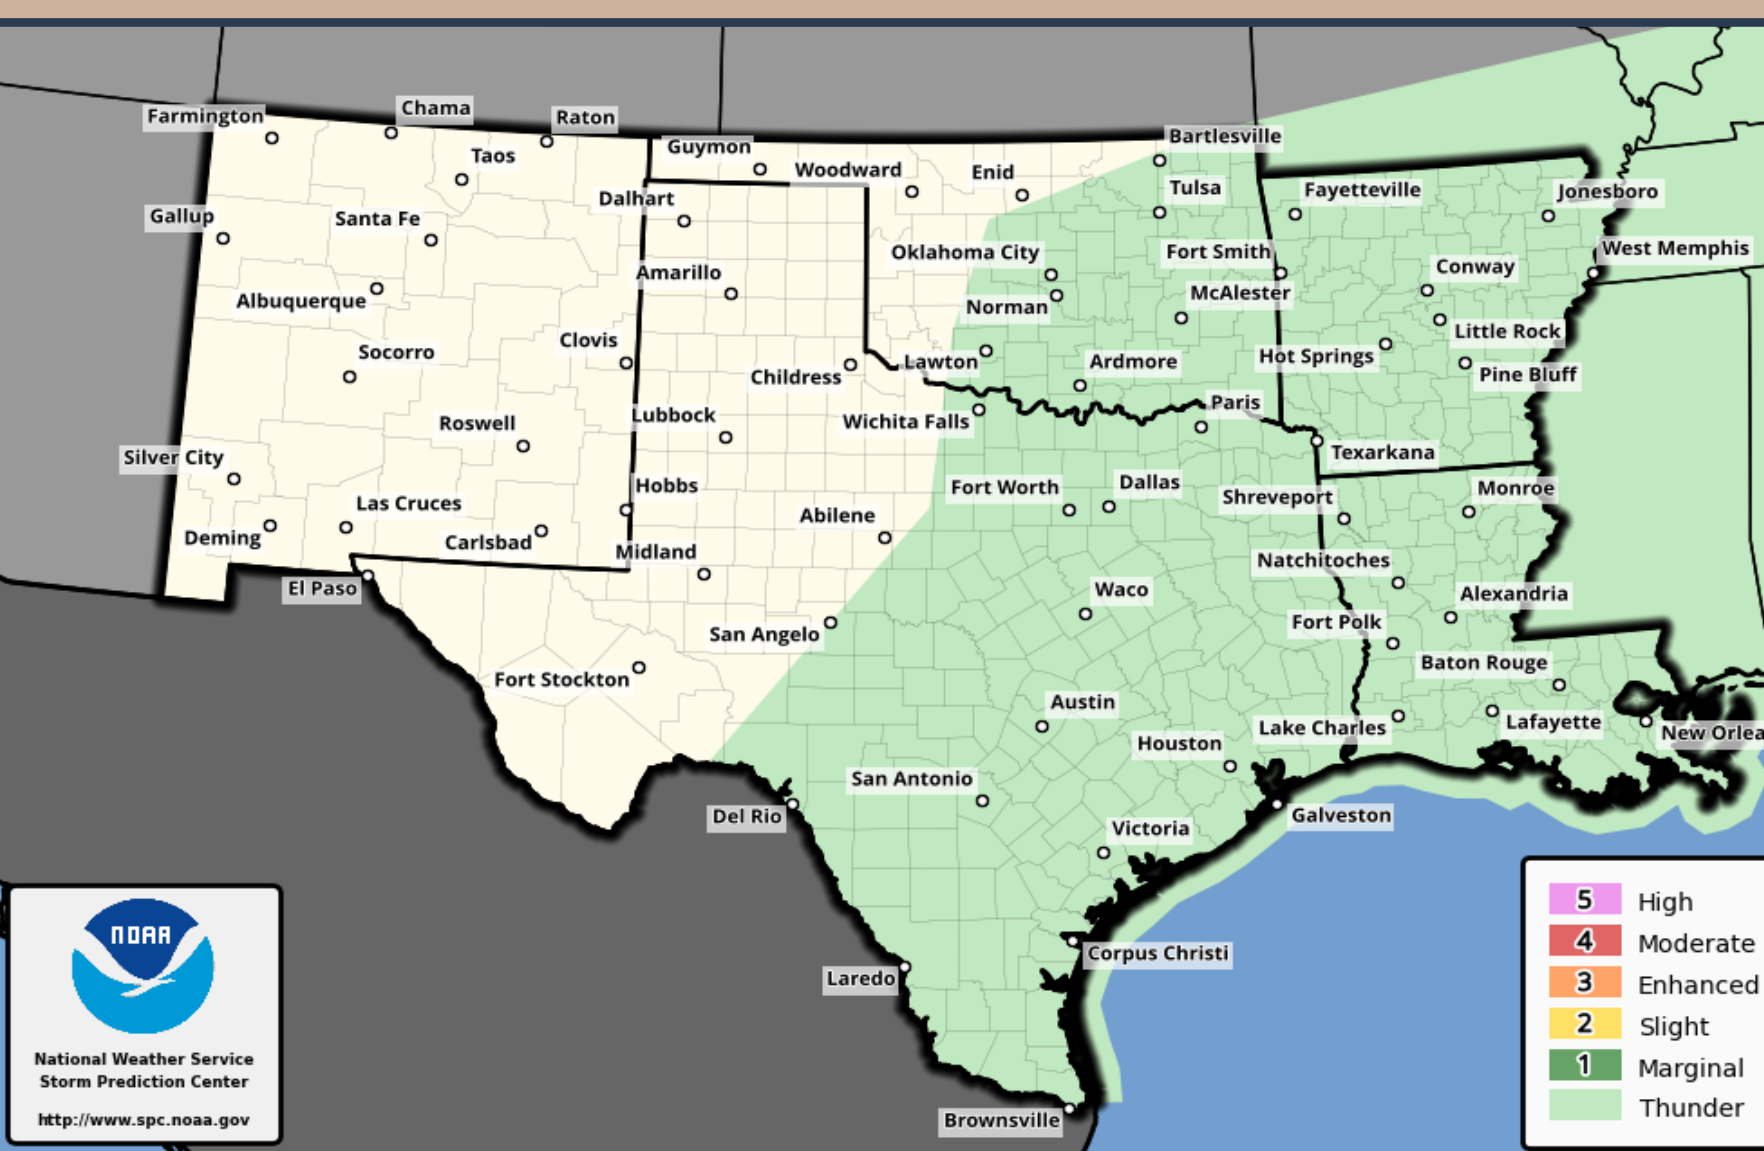 Farmington
Chama
Raton
Taos
Guymon
Woodward
Enid
Bartlesville
Tulsa
Fayetteville
Jonesboro
Gallup
Santa Fe
Dalhart
Oklahoma City
Fort Smith
West Memphis
Conway
Albuquerque
Amarillo
Norman
McAlester
Little Rock
Socorro
Clovis
Childress
Lawton
Ardmore
Hot Springs
Pine Bluff
Roswell
Lubbock
Wichita Falls
Paris
Texarkana
Silver City
Las Cruces
Hobbs
Fort Worth
Dallas
Shreveport
Monroe
Deming
Carlsbad
Midland
Abilene
Natchitoches
El Paso
Waco
Alexandria
San Angelo
Fort Polk
Fort Stockton
Baton Rouge
Austin
Lake Charles
Lafayette
New Orlea
Houston
San Antonio
Del Rio
Victoria
Galveston
Corpus Christi
Laredo
Brownsville
NOAA
National Weather Service
Storm Prediction Center
http://www.spc.noaa.gov
5 High
4 Moderate
3 Enhanced
2 Slight
1 Marginal
Thunder